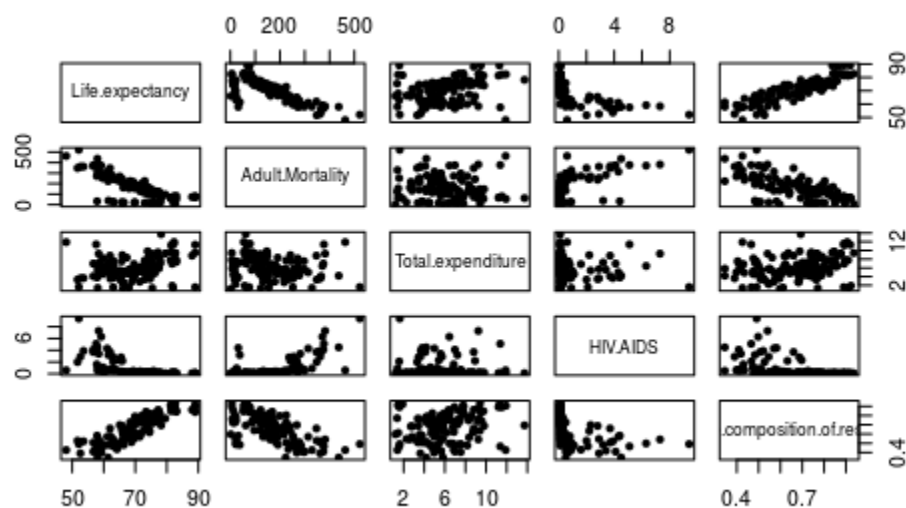 0 200 500
0 4 8
Life.expectancy
50 90
0 500
Adult.Mortality
Total.expenditure
2 12
0 6
HIV.AIDS
.composition.of.res
0.4
50 70 90
2 6 10
0.4 0.7